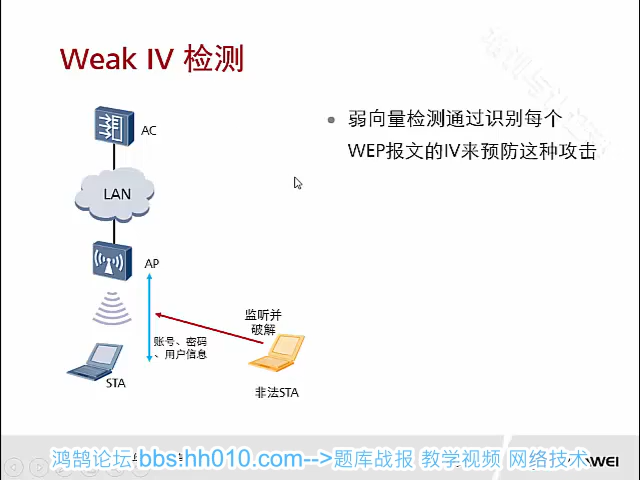 Weak IV 检测
AC
LAN
AP
STA
账号、密码
、用户信息
监听并
破解
非法STA
弱向量检测通过识别每个
WEP报文的IV来预防这种攻击
鸿鹄论坛 bbshh010.com-->题库战报 教学视频 网络技术